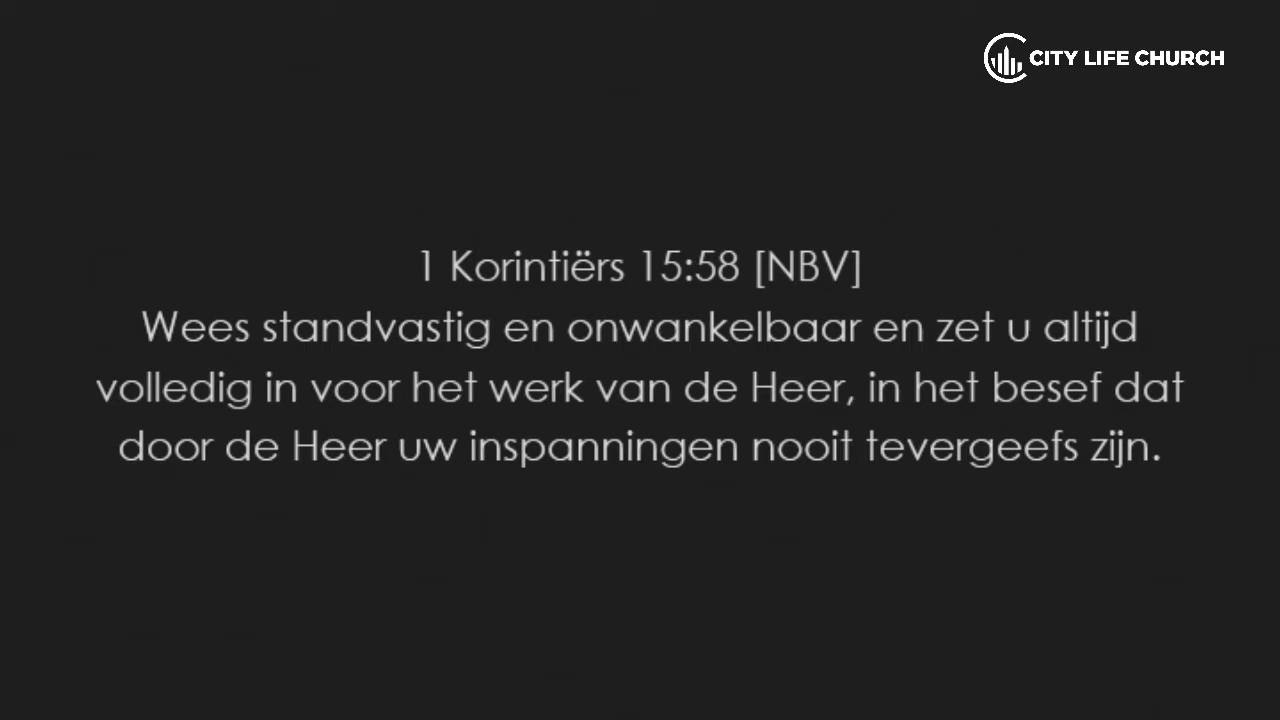 CITY LIFE CHURCH
1 Korintiërs 15:58 [NBV]
Wees standvastig en onwankelbaar en zet u altijd
volledig in voor het werk van de Heer, in het besef dat
door de Heer uw inspanningen nooit tevergeefs zijn.